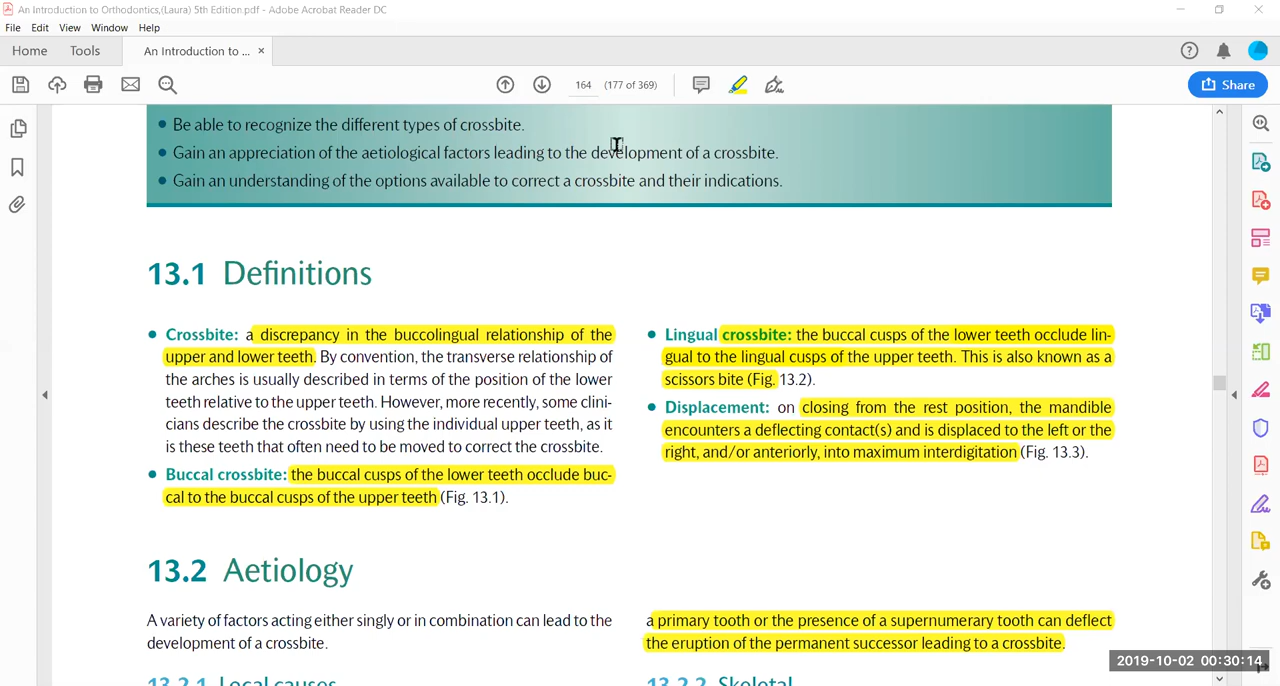 An Introduction to Orthodontics,(Laura) 5th Edition.pdf - Adobe Acrobat Reader DC
File Edit View Window Help
Home Tools An Introduction to ... ×
164 (177 of 369) Share
• Be able to recognize the different types of crossbite.
• Gain an appreciation of the aetiological factors leading to the development of a crossbite.
• Gain an understanding of the options available to correct a crossbite and their indications.
13.1 Definitions
• Crossbite: a discrepancy in the buccolingual relationship of the
upper and lower teeth. By convention, the transverse relationship of
the arches is usually described in terms of the position of the lower
teeth relative to the upper teeth. However, more recently, some clini-
cians describe the crossbite by using the individual upper teeth, as it
is these teeth that often need to be moved to correct the crossbite.
• Buccal crossbite: the buccal cusps of the lower teeth occlude buc-
cal to the buccal cusps of the upper teeth (Fig. 13.1).
• Lingual crossbite: the buccal cusps of the lower teeth occlude lin-
gual to the lingual cusps of the upper teeth. This is also known as a
scissors bite (Fig. 13.2).
• Displacement: on closing from the rest position, the mandible
encounters a deflecting contact(s) and is displaced to the left or the
right, and/or anteriorly, into maximum interdigitation (Fig. 13.3).
13.2 Aetiology
A variety of factors acting either singly or in combination can lead to the
development of a crossbite.
13.2.1 Local causes
a primary tooth or the presence of a supernumerary tooth can deflect
the eruption of the permanent successor leading to a crossbite.
13.2.2 Skeletal
2019-10-02 00:30:14